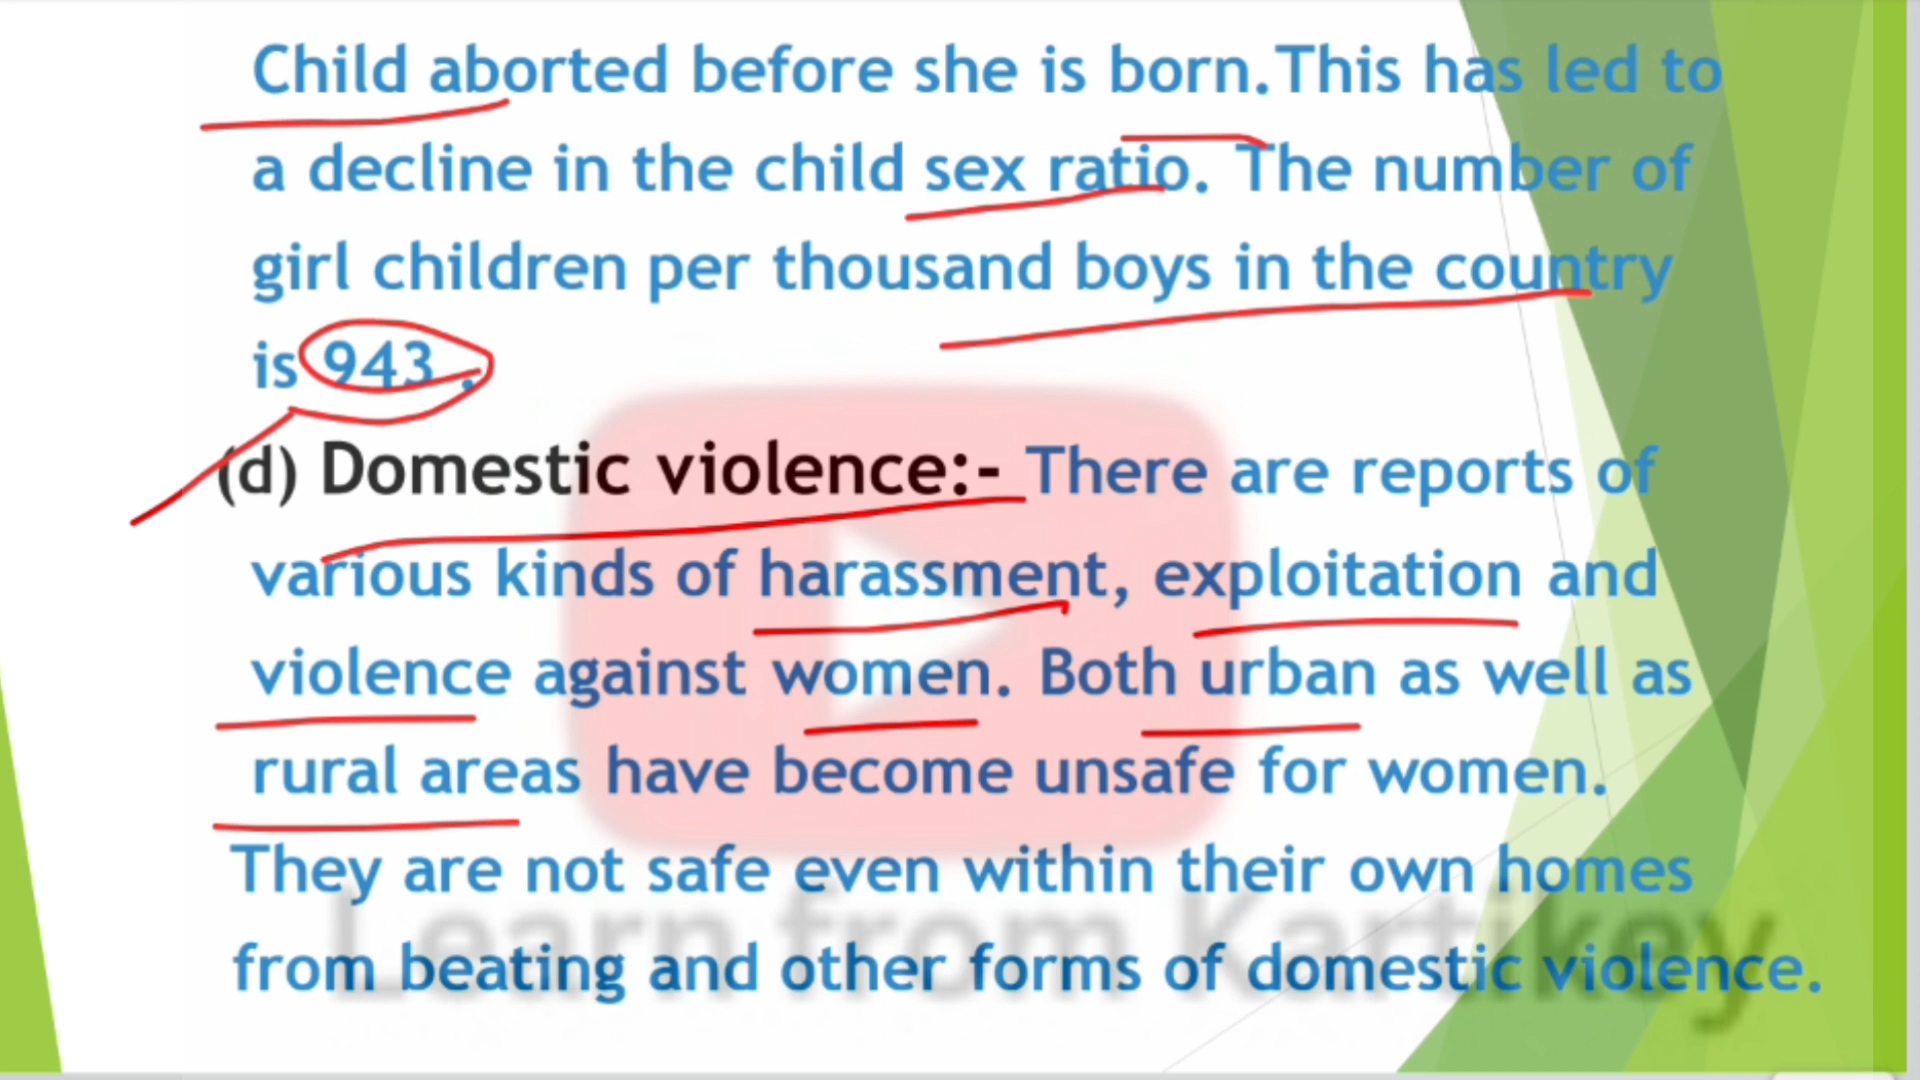 Child aborted before she is born.This has led to
a decline in the child sex ratio. The number of
girl children per thousand boys in the country
is 943 .
(d) Domestic violence:- There are reports of
various kinds of harassment, exploitation and
violence against women. Both urban as well as
rural areas have become unsafe for women.
They are not safe even within their own homes
from beating and other forms of domestic violence.
Learn from Kartikey